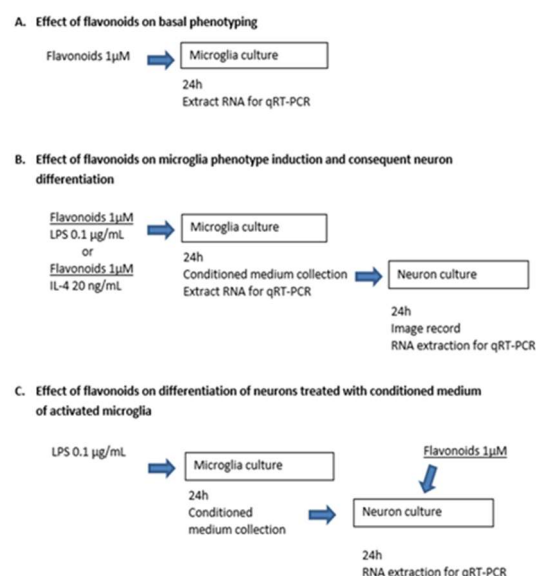 A. Effect of flavonoids on basal phenotyping
Flavonoids 1µM
Microglia culture
24h
Extract RNA for qRT-PCR
B. Effect of flavonoids on microglia phenotype induction and consequent neuron
differentiation
Flavonoids 1µM
LPS 0.1 µg/mL
or
Flavonoids 1µM
IL-4 20 ng/mL
Microglia culture
24h
Conditioned medium collection
Extract RNA for qRT-PCR
Neuron culture
24h
Image record
RNA extraction for qRT-PCR
C. Effect of flavonoids on differentiation of neurons treated with conditioned medium
of activated microglia
LPS 0.1 µg/mL
Microglia culture
24h
Conditioned
medium collection
Flavonoids 1µM
Neuron culture
24h
RNA extraction for qRT-PCR